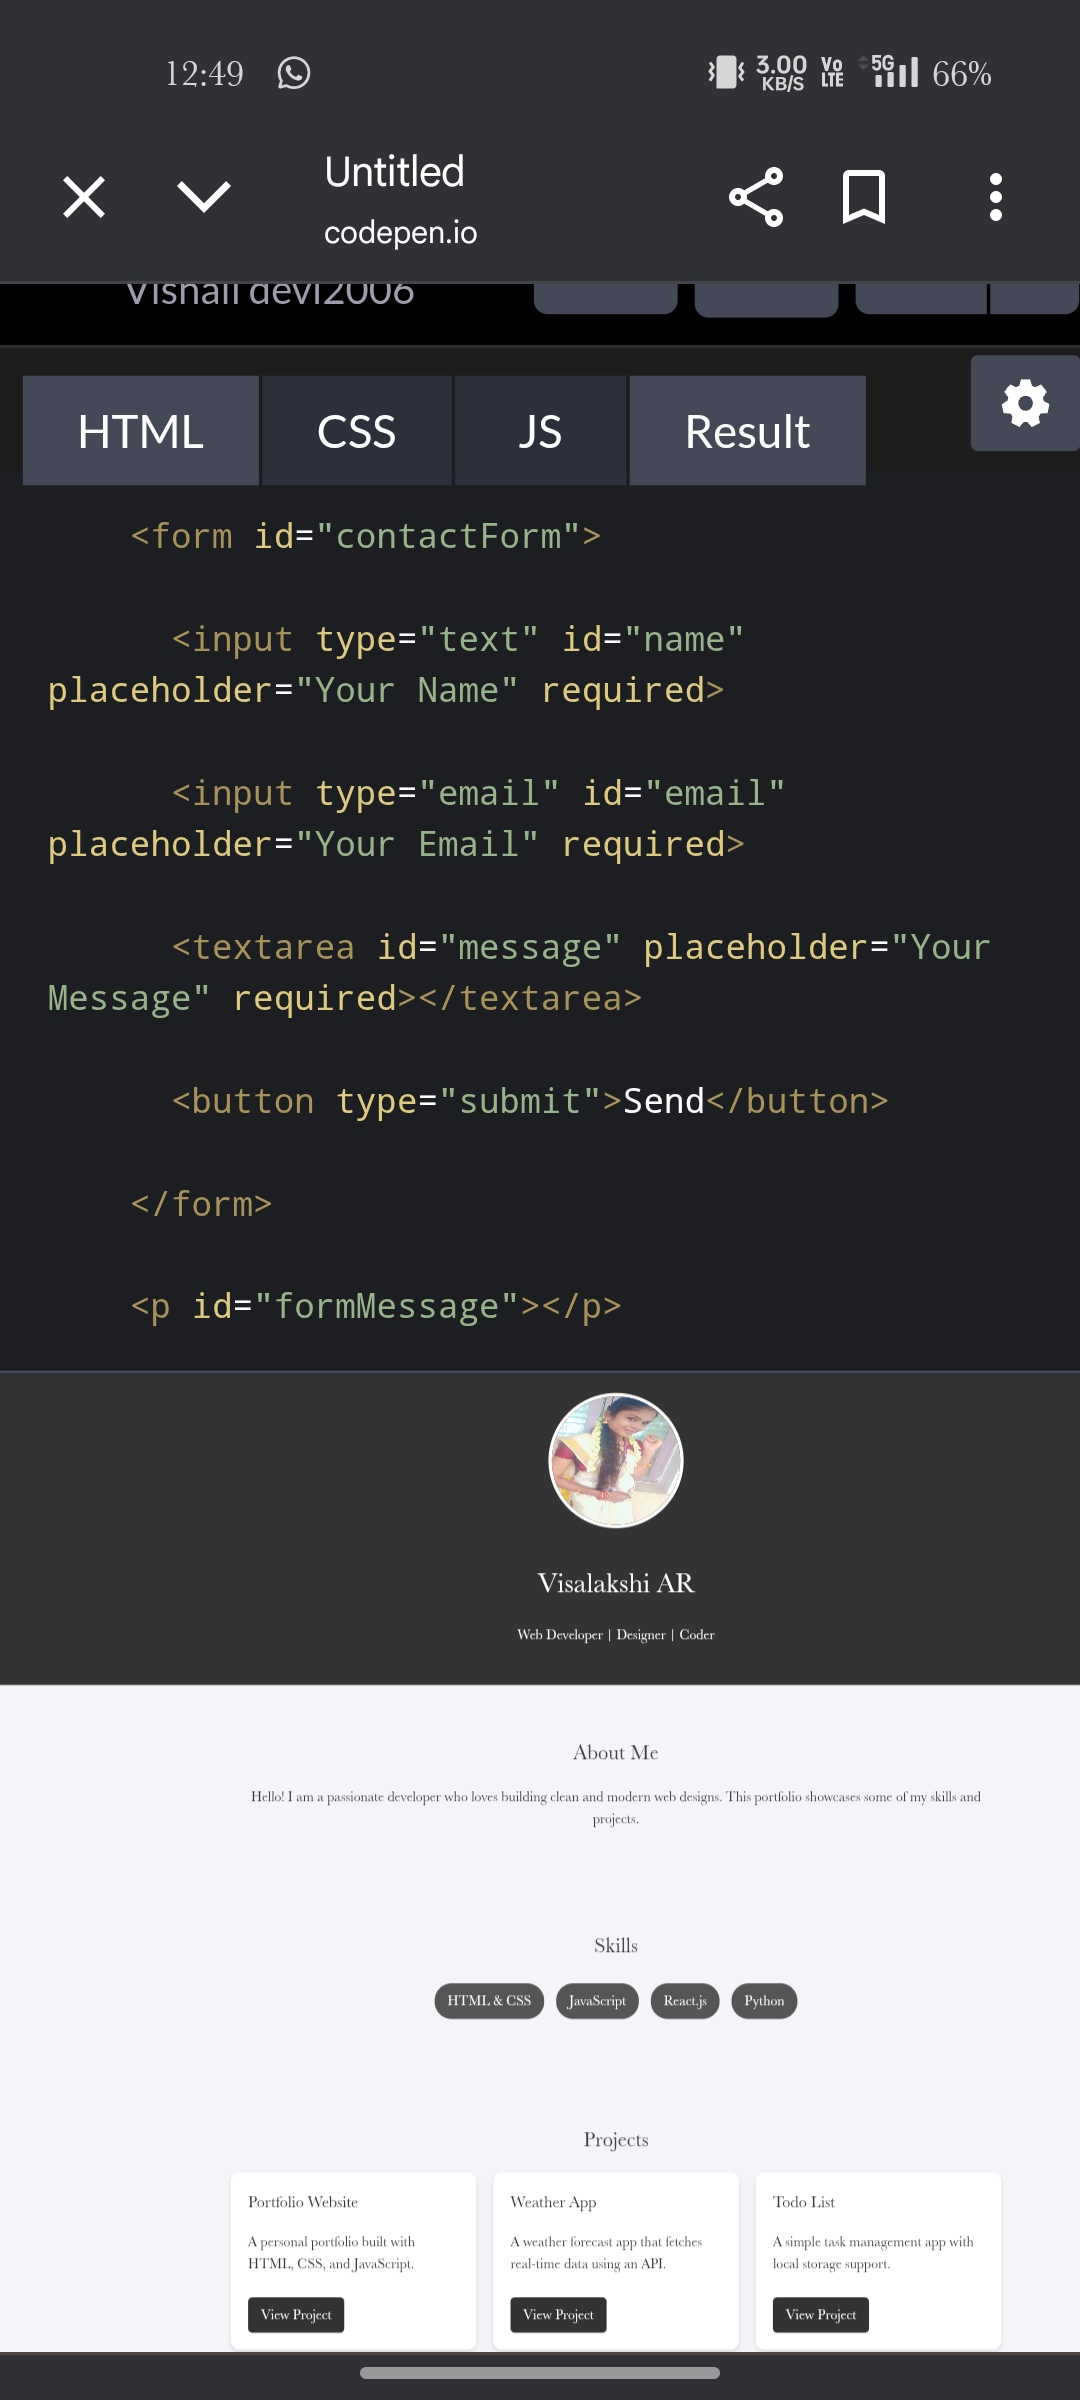 12:49
3.00
KB/S
Vo
LTE
5G
66%
Untitled
codepen.io
Vishali devi2006
HTML CSS JS Result
<form id="contactForm">
<input type="text" id="name"
placeholder="Your Name" required>
<input type="email" id="email"
placeholder="Your Email" required>
<textarea id="message" placeholder="Your
Message" required></textarea>
<button type="submit">Send</button>
</form>
<p id="formMessage"></p>
Visalakshi AR
Web Developer | Designer | Coder
About Me
Hello! I am a passionate developer who loves building clean and modern web designs. This portfolio showcases some of my skills and
projects.
Skills
HTML & CSS JavaScript React.js Python
Projects
Portfolio Website
A personal portfolio built with
HTML, CSS, and JavaScript.
View Project
Weather App
A weather forecast app that fetches
real-time data using an API.
View Project
Todo List
A simple task management app with
local storage support.
View Project